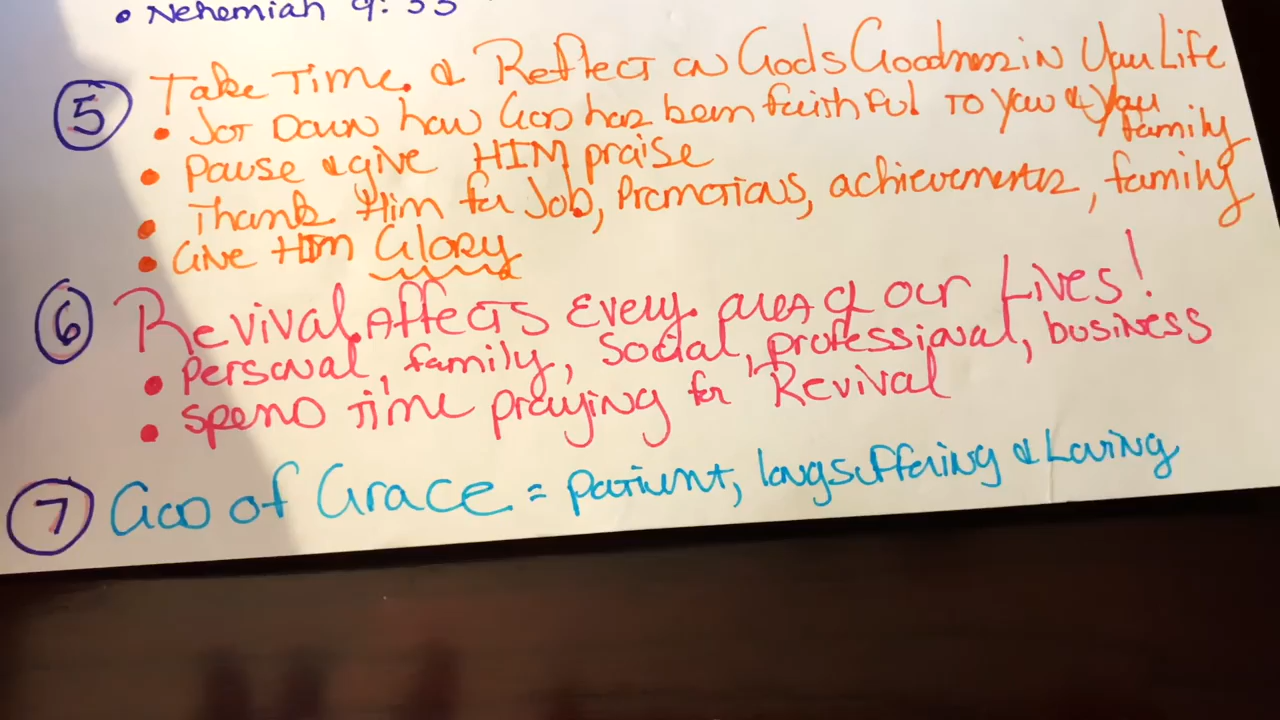 • Nehemiah 9: 33
5 Take Time & Reflect on Gods Goodness in Your Life
• Jot Down how God has been faithful to you & your family
• Pause & give HIM praise
• Thank Him for Job, Promotions, achievements, family
• Give HIM Glory
6 Revival Affects Every area of our Lives!
• personal, family, social, professional, business
• spend Time praying for Revival
7 God of Grace = patient, longsuffering & Loving